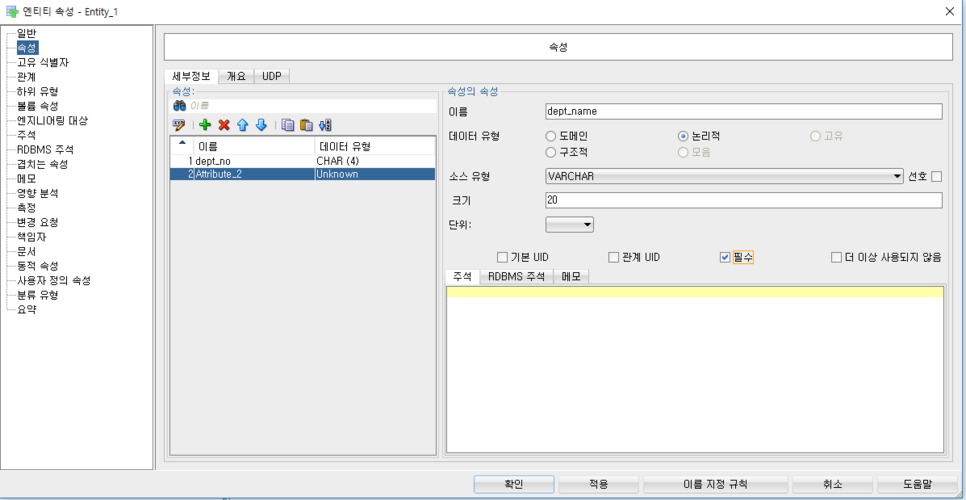 엔티티 속성 - Entity_1
일반
속성
고유 식별자
관계
하위 유형
볼륨 속성
엔지니어링 대상
주석
RDBMS 주석
겹치는 속성
메모
영향 분석
측정
변경 요청
책임자
문서
동적 속성
사용자 정의 속성
분류 유형
요약
속성
세부정보 개요 UDP
속성:
이름
이름 데이터 유형
1 dept_no CHAR (4)
2 Attribute_2 Unknown
속성의 속성
이름 dept_name
데이터 유형 도메인 논리적 고유
구조적 모음
소스 유형 VARCHAR 선호
크기 20
단위:
기본 UID 관계 UID 필수 더 이상 사용되지 않음
주석 RDBMS 주석 메모
확인 적용 이름 지정 규칙 취소 도움말